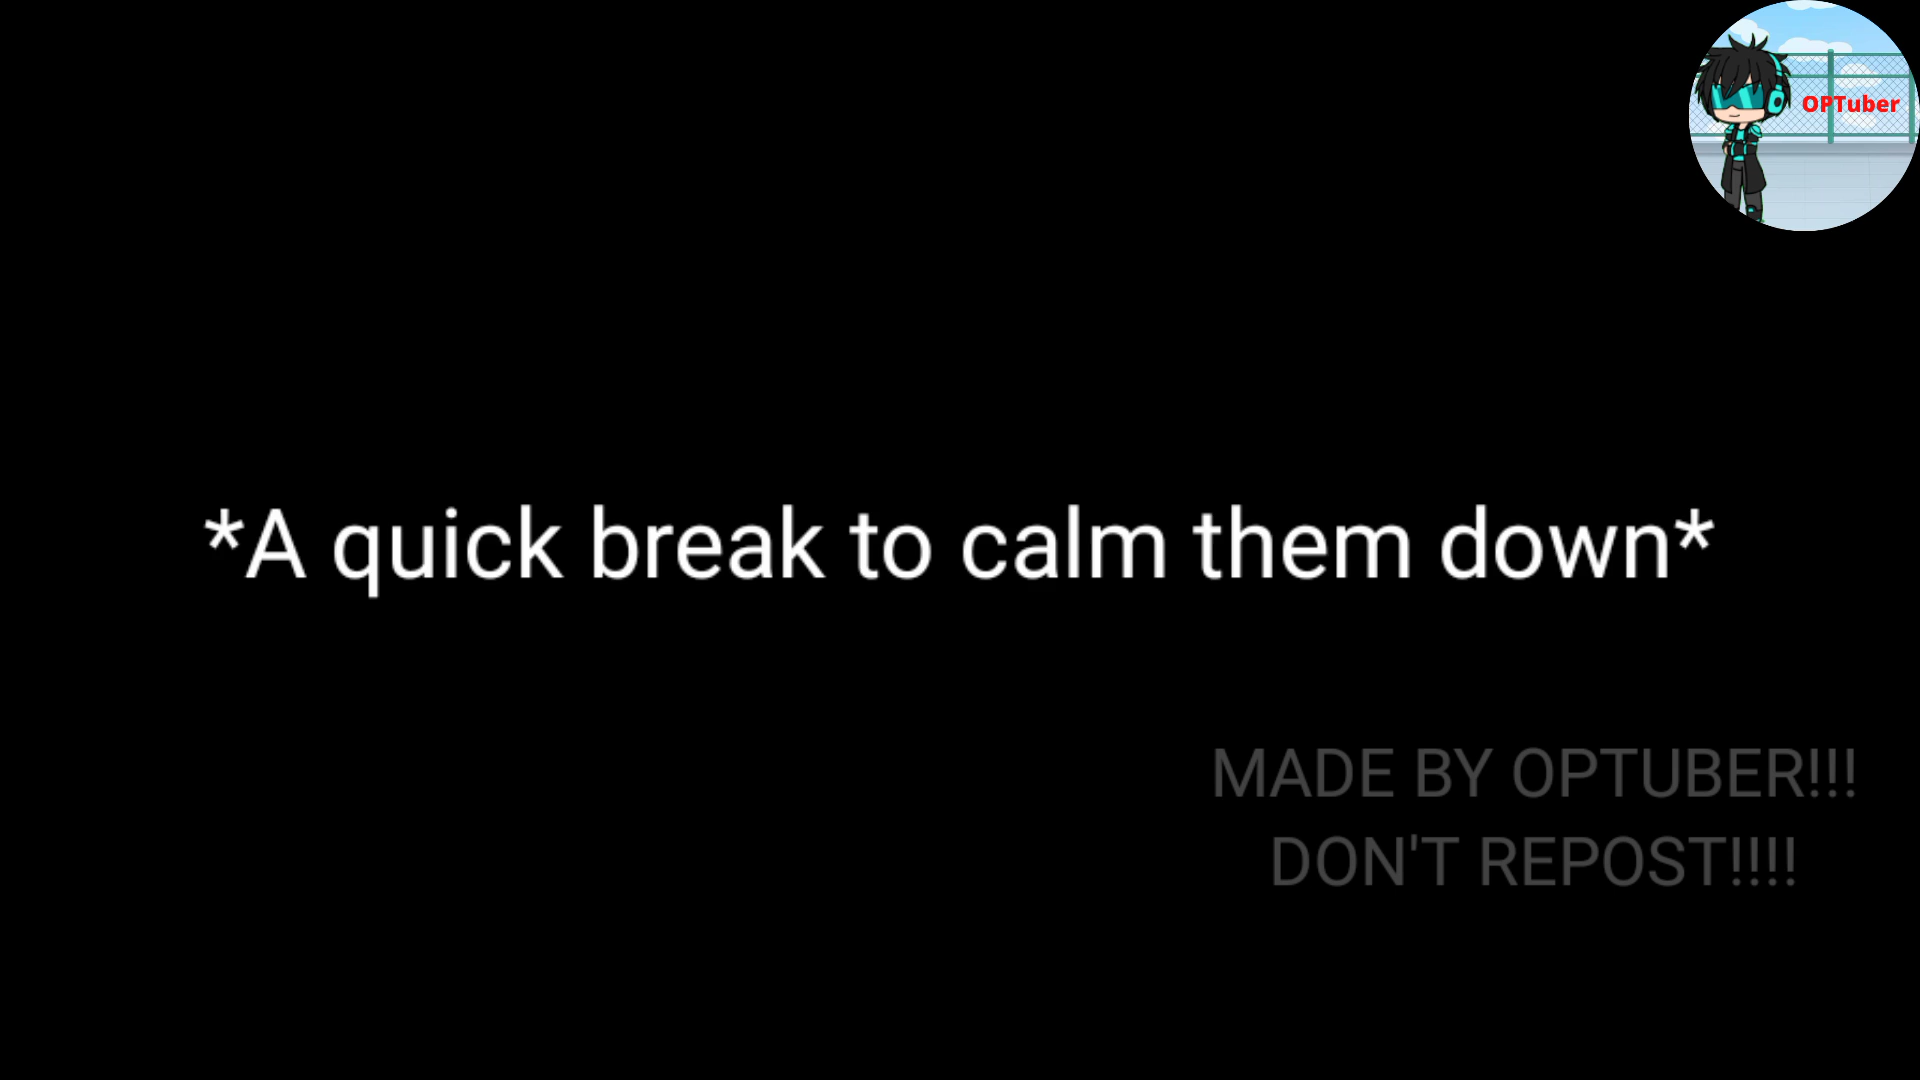 OPTuber
*A quick break to calm them down*
MADE BY OPTUBER!!!
DON'T REPOST!!!!